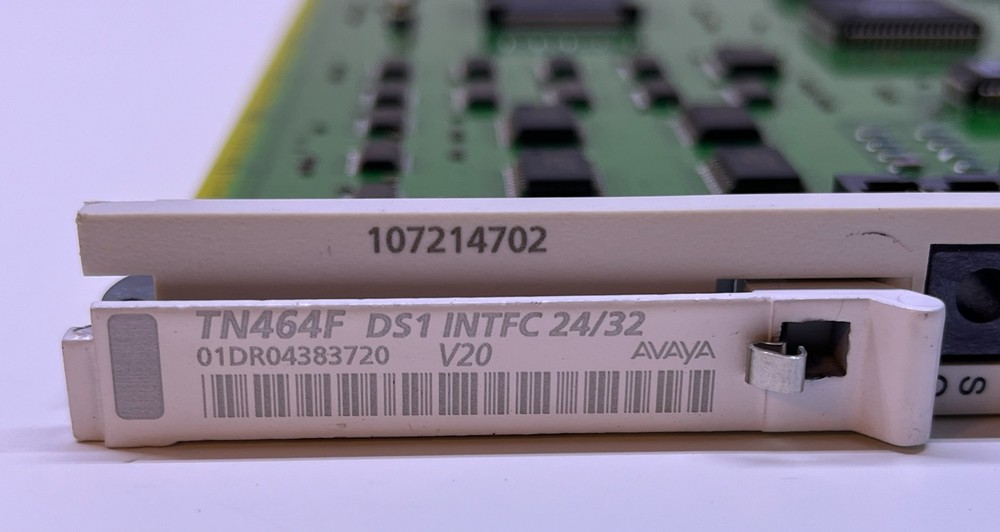 107214702
TN464F DS1 INTFC 24/32
01DR04383720 V20 AVAYA
S